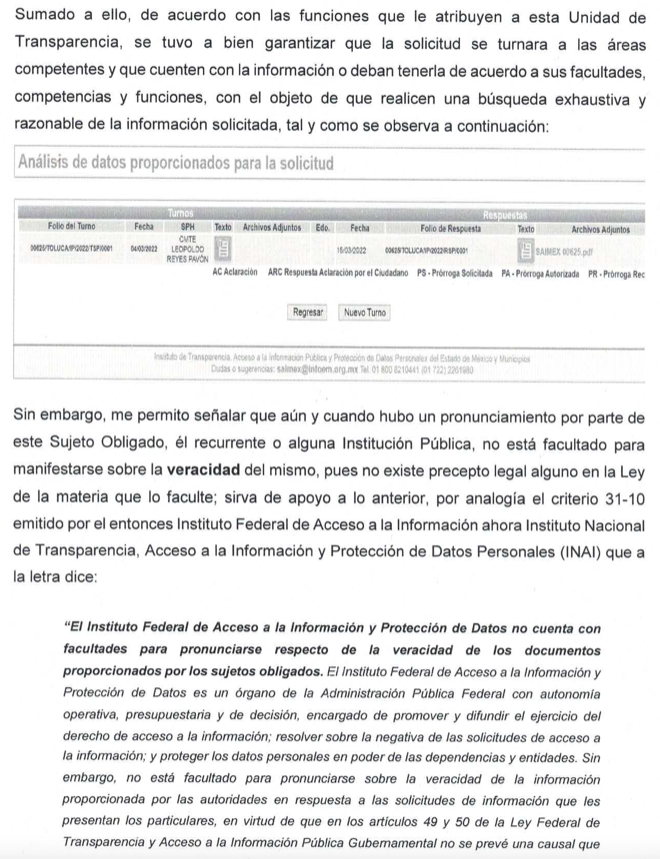 Sumado a ello, de acuerdo con las funciones que le atribuyen a esta Unidad de
Transparencia, se tuvo a bien garantizar que la solicitud se turnara a las áreas
competentes y que cuenten con la información o deban tenerla de acuerdo a sus facultades,
competencias y funciones, con el objeto de que realicen una búsqueda exhaustiva y
razonable de la información solicitada, tal y como se observa a continuación:
Análisis de datos proporcionados para la solicitud
Turnos Respuestas
Folio del Turno Fecha SPH Texto Archivos Adjuntos Edo. Fecha Folio de Respuesta Texto Archivos Adjuntos
00625/TOLUCA/IP/2022/TSP/0001 04/03/2022 CVTE LEOPOLDO REYES PAVÓN 15/03/2022 00625/TOLUCA/IP/2022/RSP/0001 SAIMEX 00625.pdf
AC Aclaración ARC Respuesta Aclaración por el Ciudadano PS - Prórroga Solicitada PA - Prórroga Autorizada PR - Prórroga Rec
Regresar Nuevo Turno
Instituto de Transparencia, Acceso a la Información Pública y Protección de Datos Personales del Estado de México y Municipios
Dudas o sugerencias: saimex@infoem.org.mx Tel. 01 800 8210441 (01 722) 2261980
Sin embargo, me permito señalar que aún y cuando hubo un pronunciamiento por parte de
este Sujeto Obligado, él recurrente o alguna Institución Pública, no está facultado para
manifestarse sobre la veracidad del mismo, pues no existe precepto legal alguno en la Ley
de la materia que lo faculte; sirva de apoyo a lo anterior, por analogía el criterio 31-10
emitido por el entonces Instituto Federal de Acceso a la Información ahora Instituto Nacional
de Transparencia, Acceso a la Información y Protección de Datos Personales (INAI) que a
la letra dice:
“El Instituto Federal de Acceso a la Información y Protección de Datos no cuenta con
facultades para pronunciarse respecto de la veracidad de los documentos
proporcionados por los sujetos obligados. El Instituto Federal de Acceso a la Información y
Protección de Datos es un órgano de la Administración Pública Federal con autonomía
operativa, presupuestaria y de decisión, encargado de promover y difundir el ejercicio del
derecho de acceso a la información; resolver sobre la negativa de las solicitudes de acceso a
la información; y proteger los datos personales en poder de las dependencias y entidades. Sin
embargo, no está facultado para pronunciarse sobre la veracidad de la información
proporcionada por las autoridades en respuesta a las solicitudes de información que les
presentan los particulares, en virtud de que en los artículos 49 y 50 de la Ley Federal de
Transparencia y Acceso a la Información Pública Gubernamental no se prevé una causal que